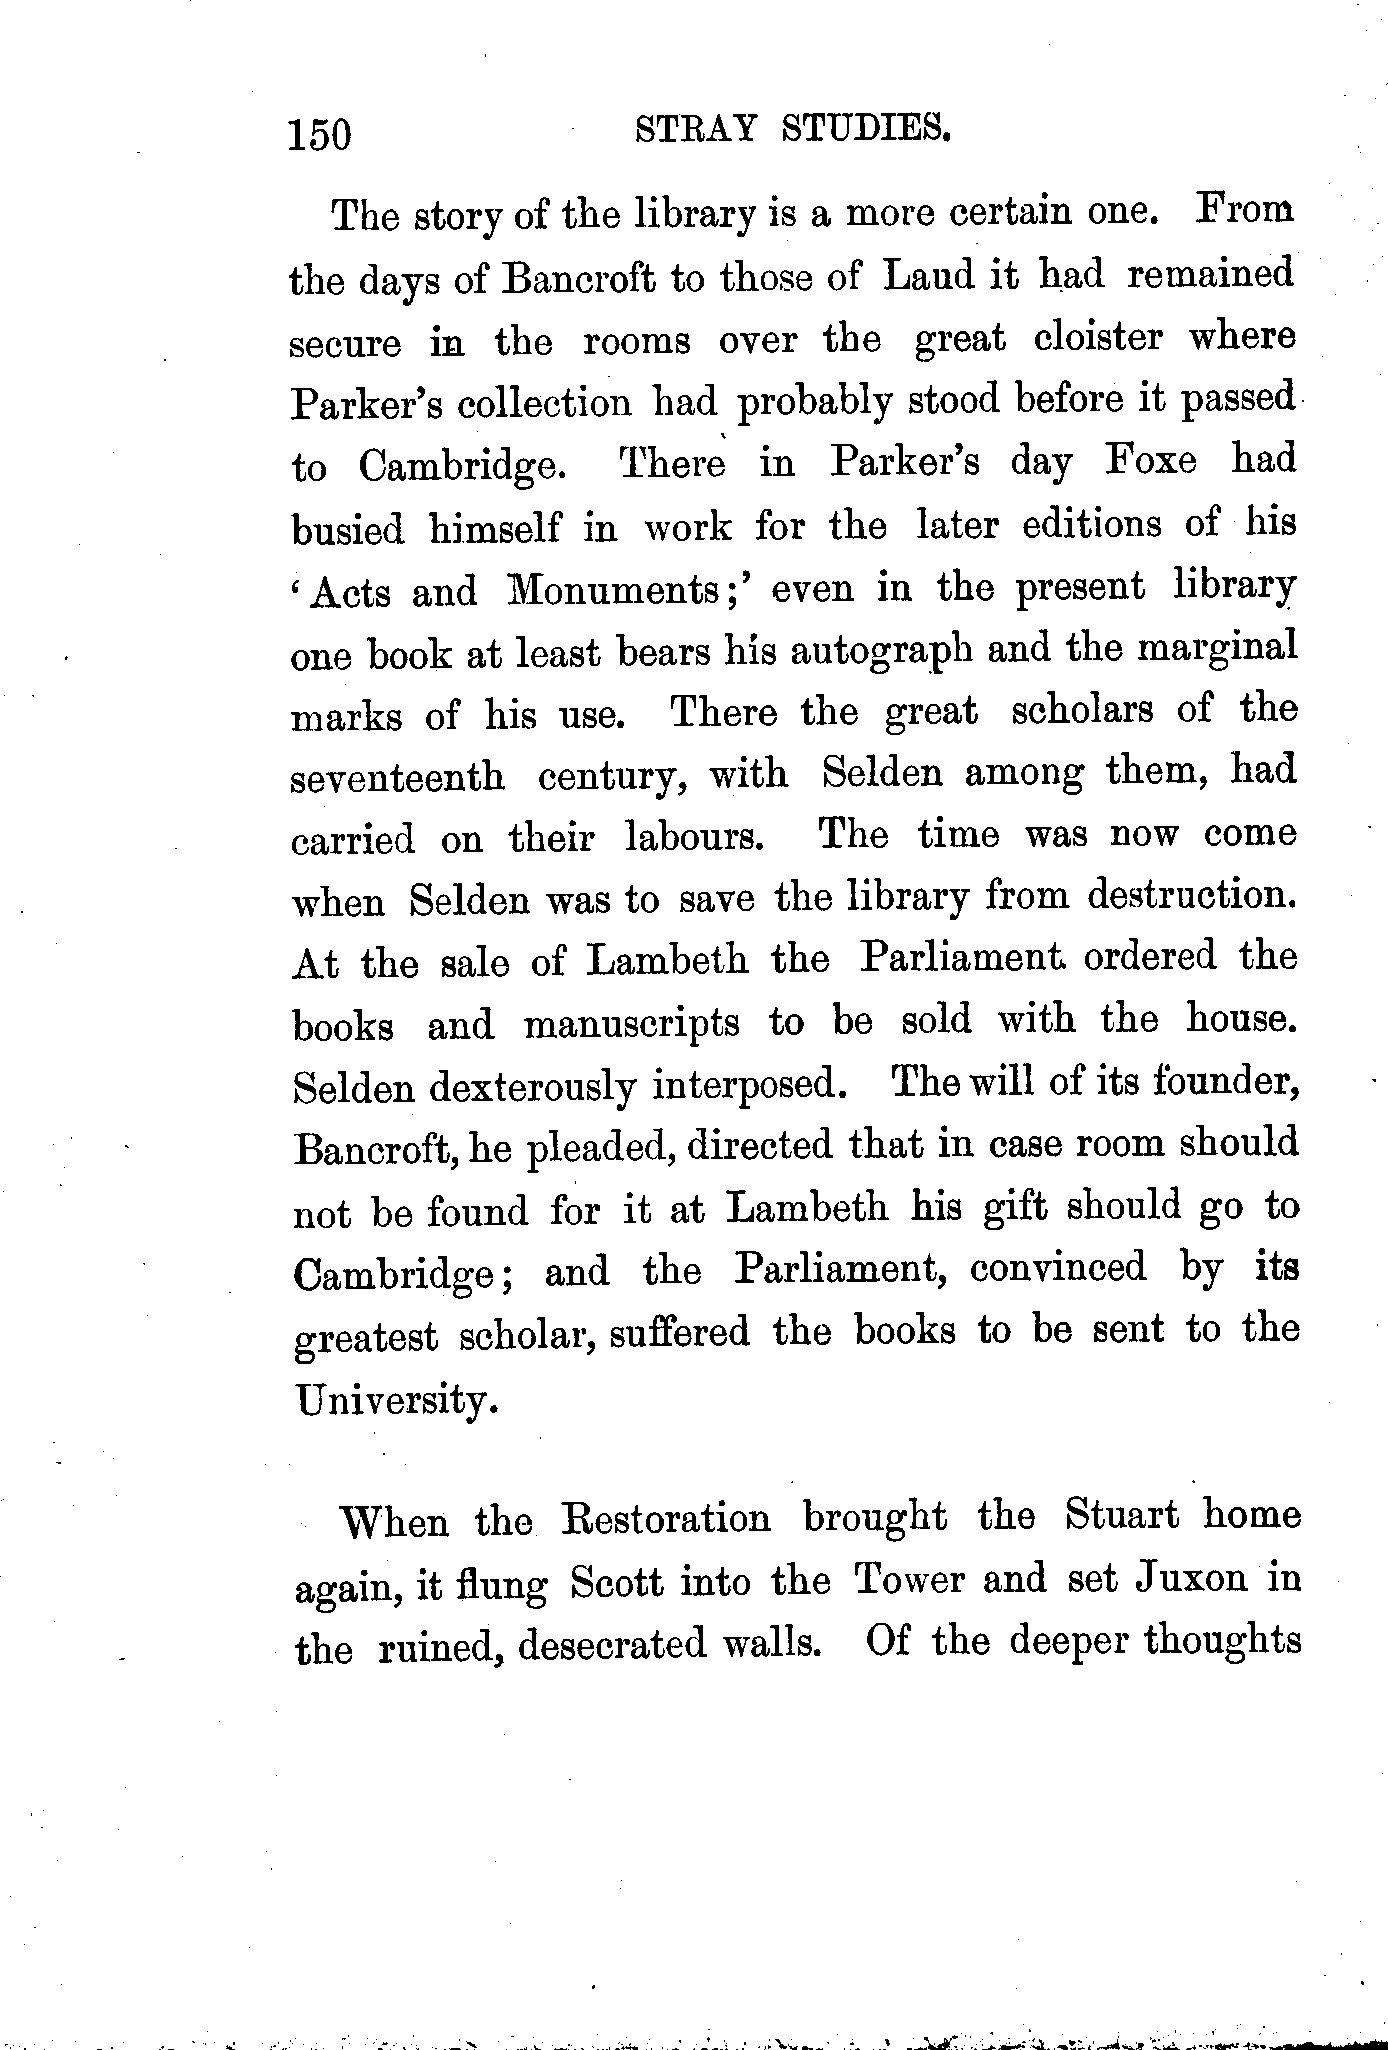 150 STRAY STUDIES.
The story of the library is a more certain one. From
the days of Bancroft to those of Laud it had remained
secure in the rooms over the great cloister where
Parker's collection had probably stood before it passed
to Cambridge. There in Parker's day Foxe had
busied himself in work for the later editions of his
‘Acts and Monuments;’ even in the present library
one book at least bears his autograph and the marginal
marks of his use. There the great scholars of the
seventeenth century, with Selden among them, had
carried on their labours. The time was now come
when Selden was to save the library from destruction.
At the sale of Lambeth the Parliament ordered the
books and manuscripts to be sold with the house.
Selden dexterously interposed. The will of its founder,
Bancroft, he pleaded, directed that in case room should
not be found for it at Lambeth his gift should go to
Cambridge; and the Parliament, convinced by its
greatest scholar, suffered the books to be sent to the
University.
When the Restoration brought the Stuart home
again, it flung Scott into the Tower and set Juxon in
the ruined, desecrated walls. Of the deeper thoughts